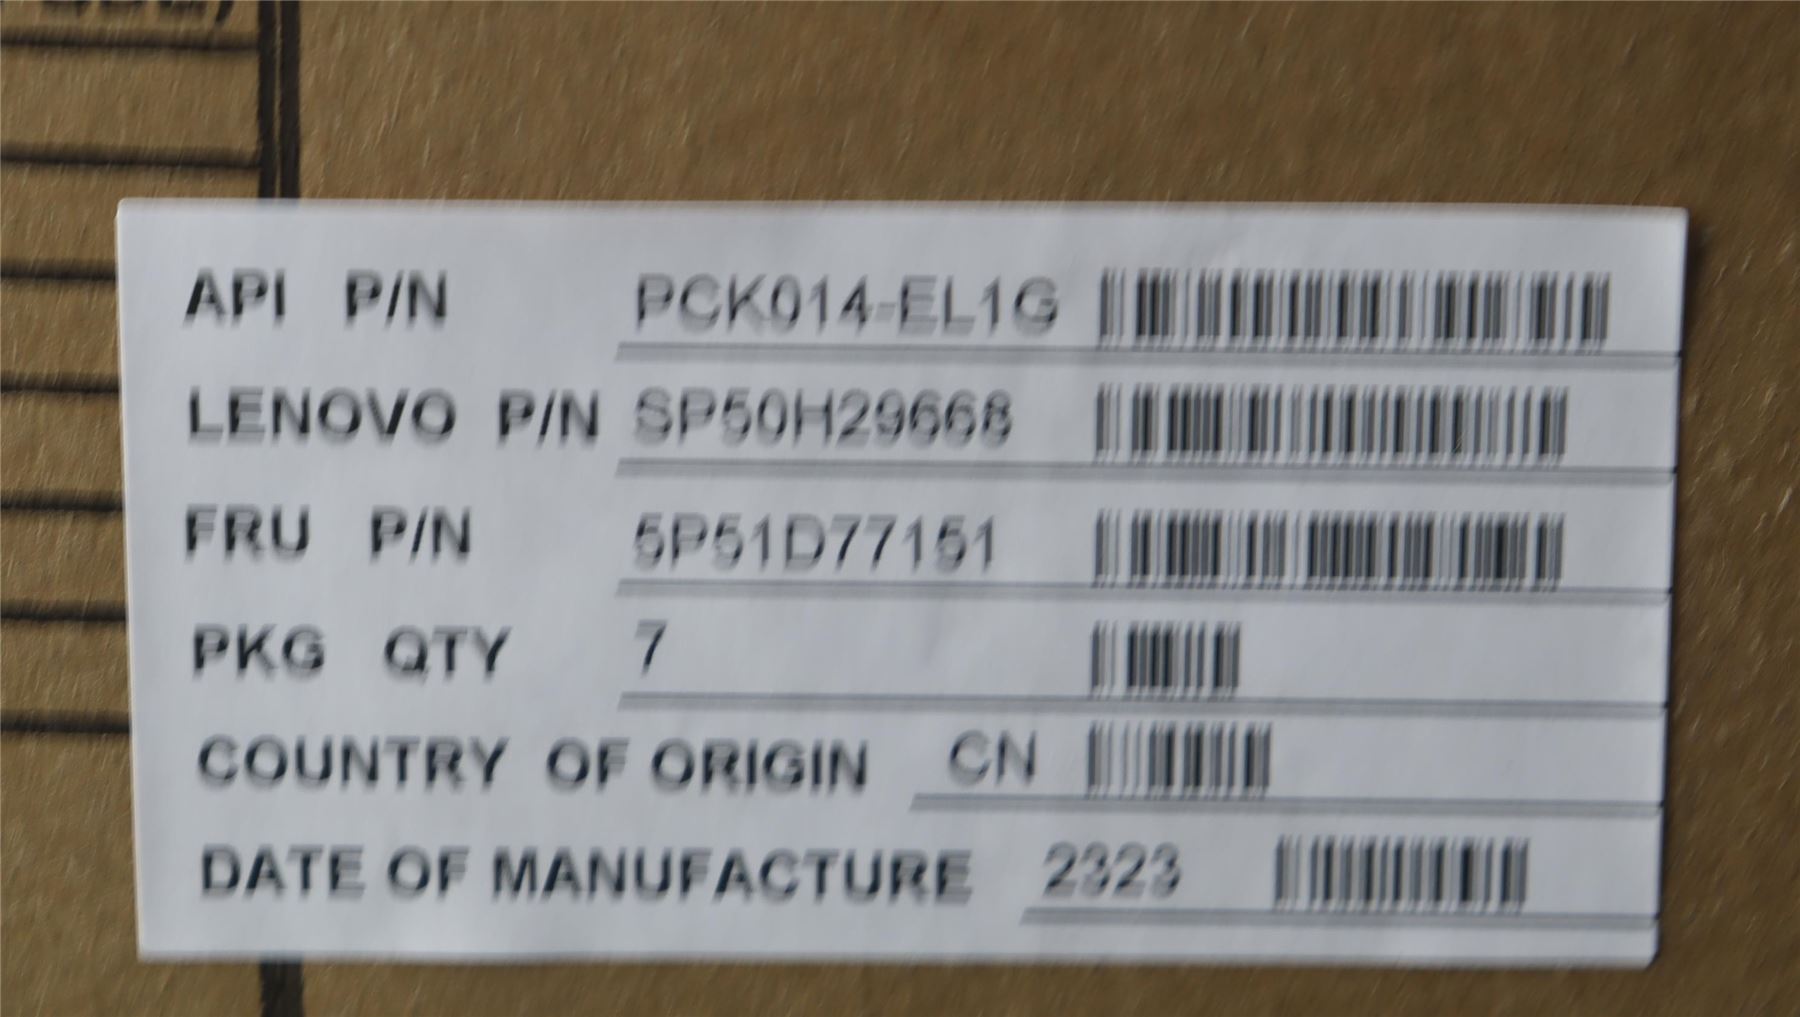 API P/N PCK014-EL1G
LENOVO P/N SP50H29668
FRU P/N 5P51D77151
PKG QTY 7
COUNTRY OF ORIGIN CN
DATE OF MANUFACTURE 2323